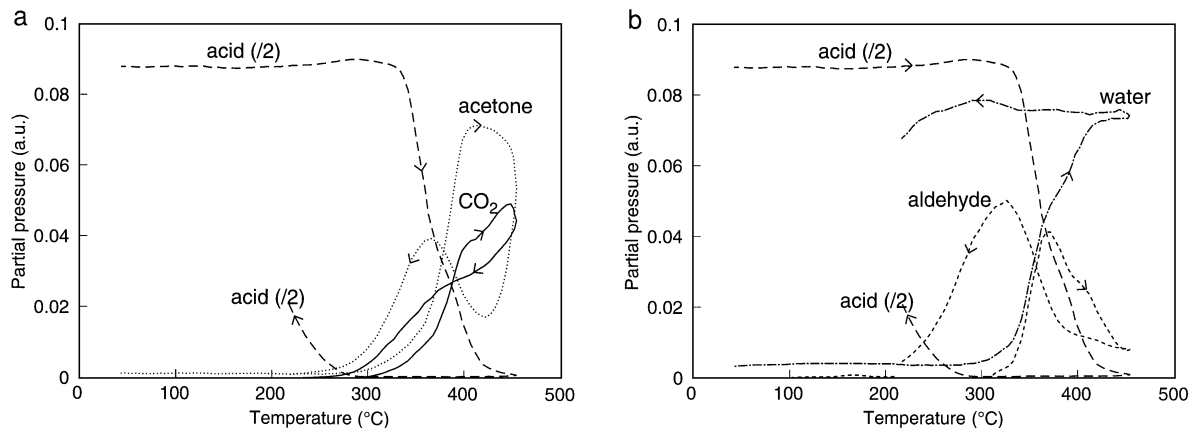 a
0.1
0.08
0.06
0.04
0.02
0
Partial pressure (a.u.)
acid (/2)
acetone
CO₂
acid (/2)
0 100 200 300 400 500
Temperature (°C)
b
0.1
0.08
0.06
0.04
0.02
0
Partial pressure (a.u.)
acid (/2)
water
aldehyde
acid (/2)
0 100 200 300 400 500
Temperature (°C)